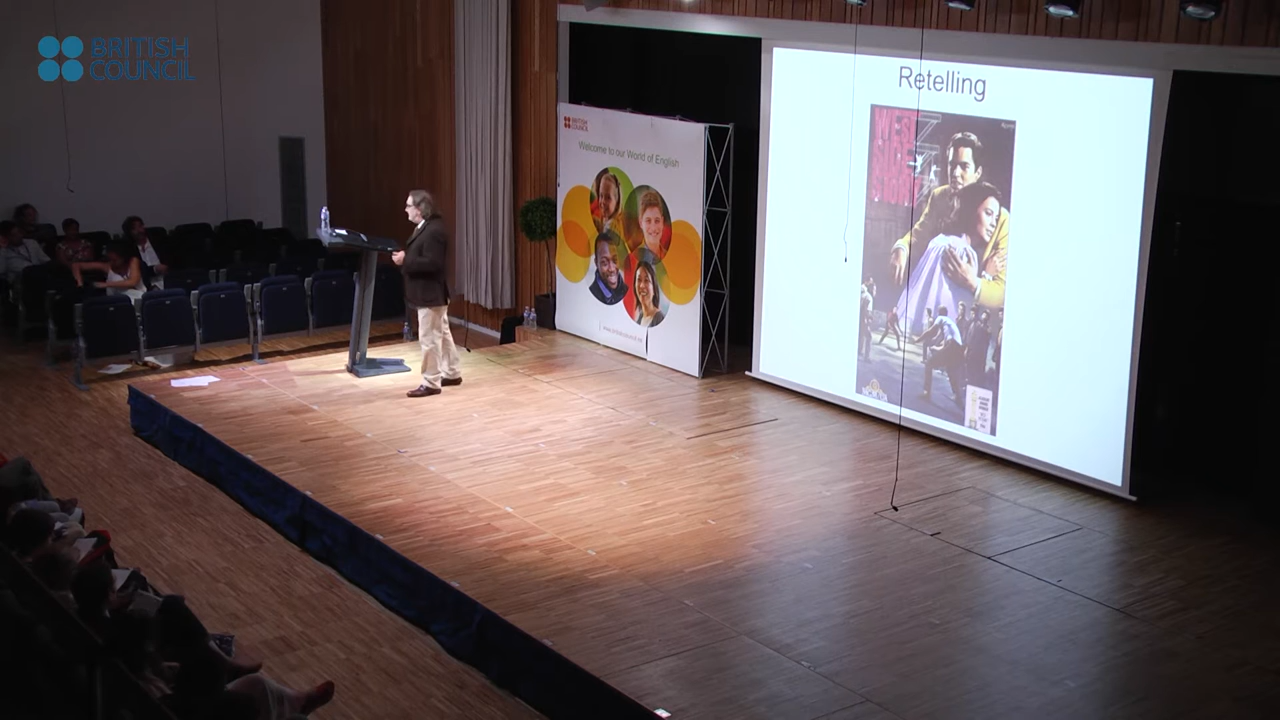 BRITISH
COUNCIL
BRITISH
COUNCIL
Welcome to our World of English
Retelling
WEST
SIDE
STORY